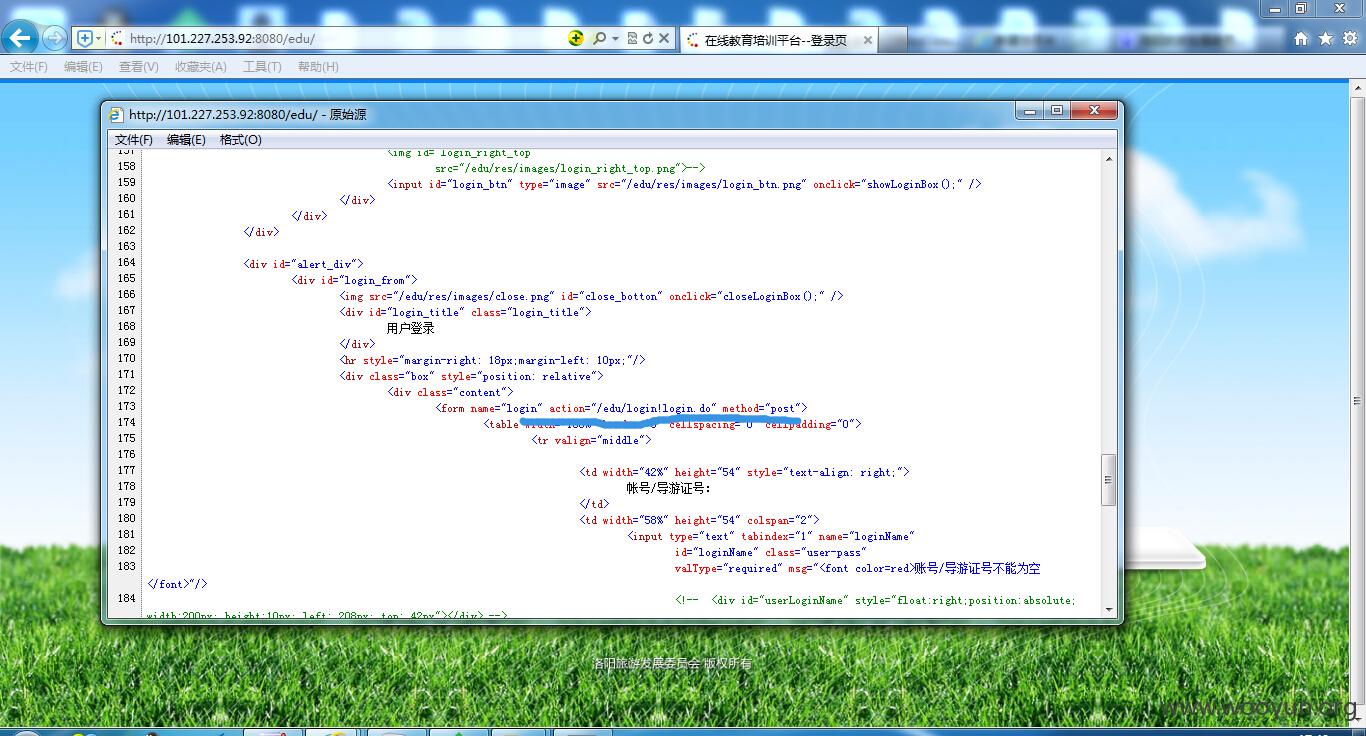 http://101.227.253.92:8080/edu/
在线教育培训平台--登录页
文件(F) 编辑(E) 查看(V) 收藏夹(A) 工具(T) 帮助(H)
http://101.227.253.92:8080/edu/ - 原始源
文件(F) 编辑(E) 格式(O)
157 <img id="login_right_top"
158 src="/edu/res/images/login_right_top.png">-->
159 <input id="login_btn" type="image" src="/edu/res/images/login_btn.png" onclick="showLoginBox();" />
160 </div>
161 </div>
162 </div>
163
164 <div id="alert_div">
165 <div id="login_from">
166 <img src="/edu/res/images/close.png" id="close_botton" onclick="closeLoginBox();" />
167 <div id="login_title" class="login_title">
168 用户登录
169 </div>
170 <hr style="margin-right: 18px;margin-left: 10px;"/>
171 <div class="box" style="position: relative">
172 <div class="content">
173 <form name="login" action="/edu/login!login.do" method="post">
174 <table cellspacing="0" cellpadding="0">
175 <tr valign="middle">
176
177 <td width="42%" height="54" style="text-align: right;">
178 帐号/导游证号：
179 </td>
180 <td width="58%" height="54" colspan="2">
181 <input type="text" tabindex="1" name="loginName"
182 id="loginName" class="user-pass"
183 valType="required" msg="<font color=red>账号/导游证号不能为空
</font>"/>
184 <!-- <div id="userLoginName" style="float:right;position:absolute;
width:200px; height:10px; left: 208px; top: 42px"></div> -->
洛阳旅游发展委员会 版权所有
www.wooyun.org